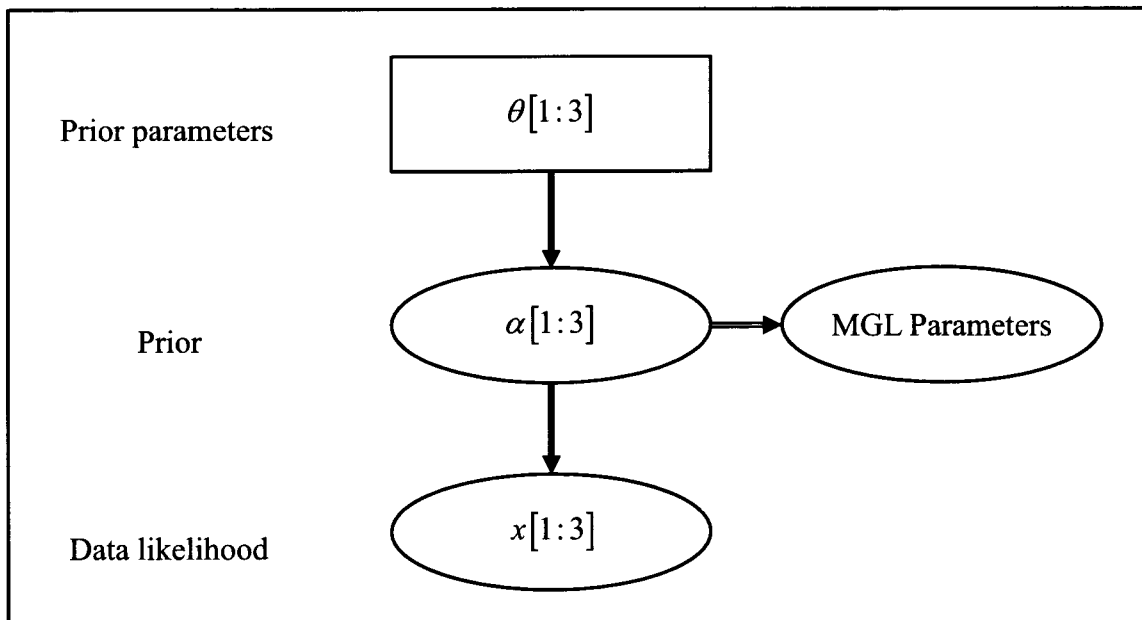 θ[1:3]
Prior parameters
α[1:3]
MGL Parameters
Prior
x[1:3]
Data likelihood